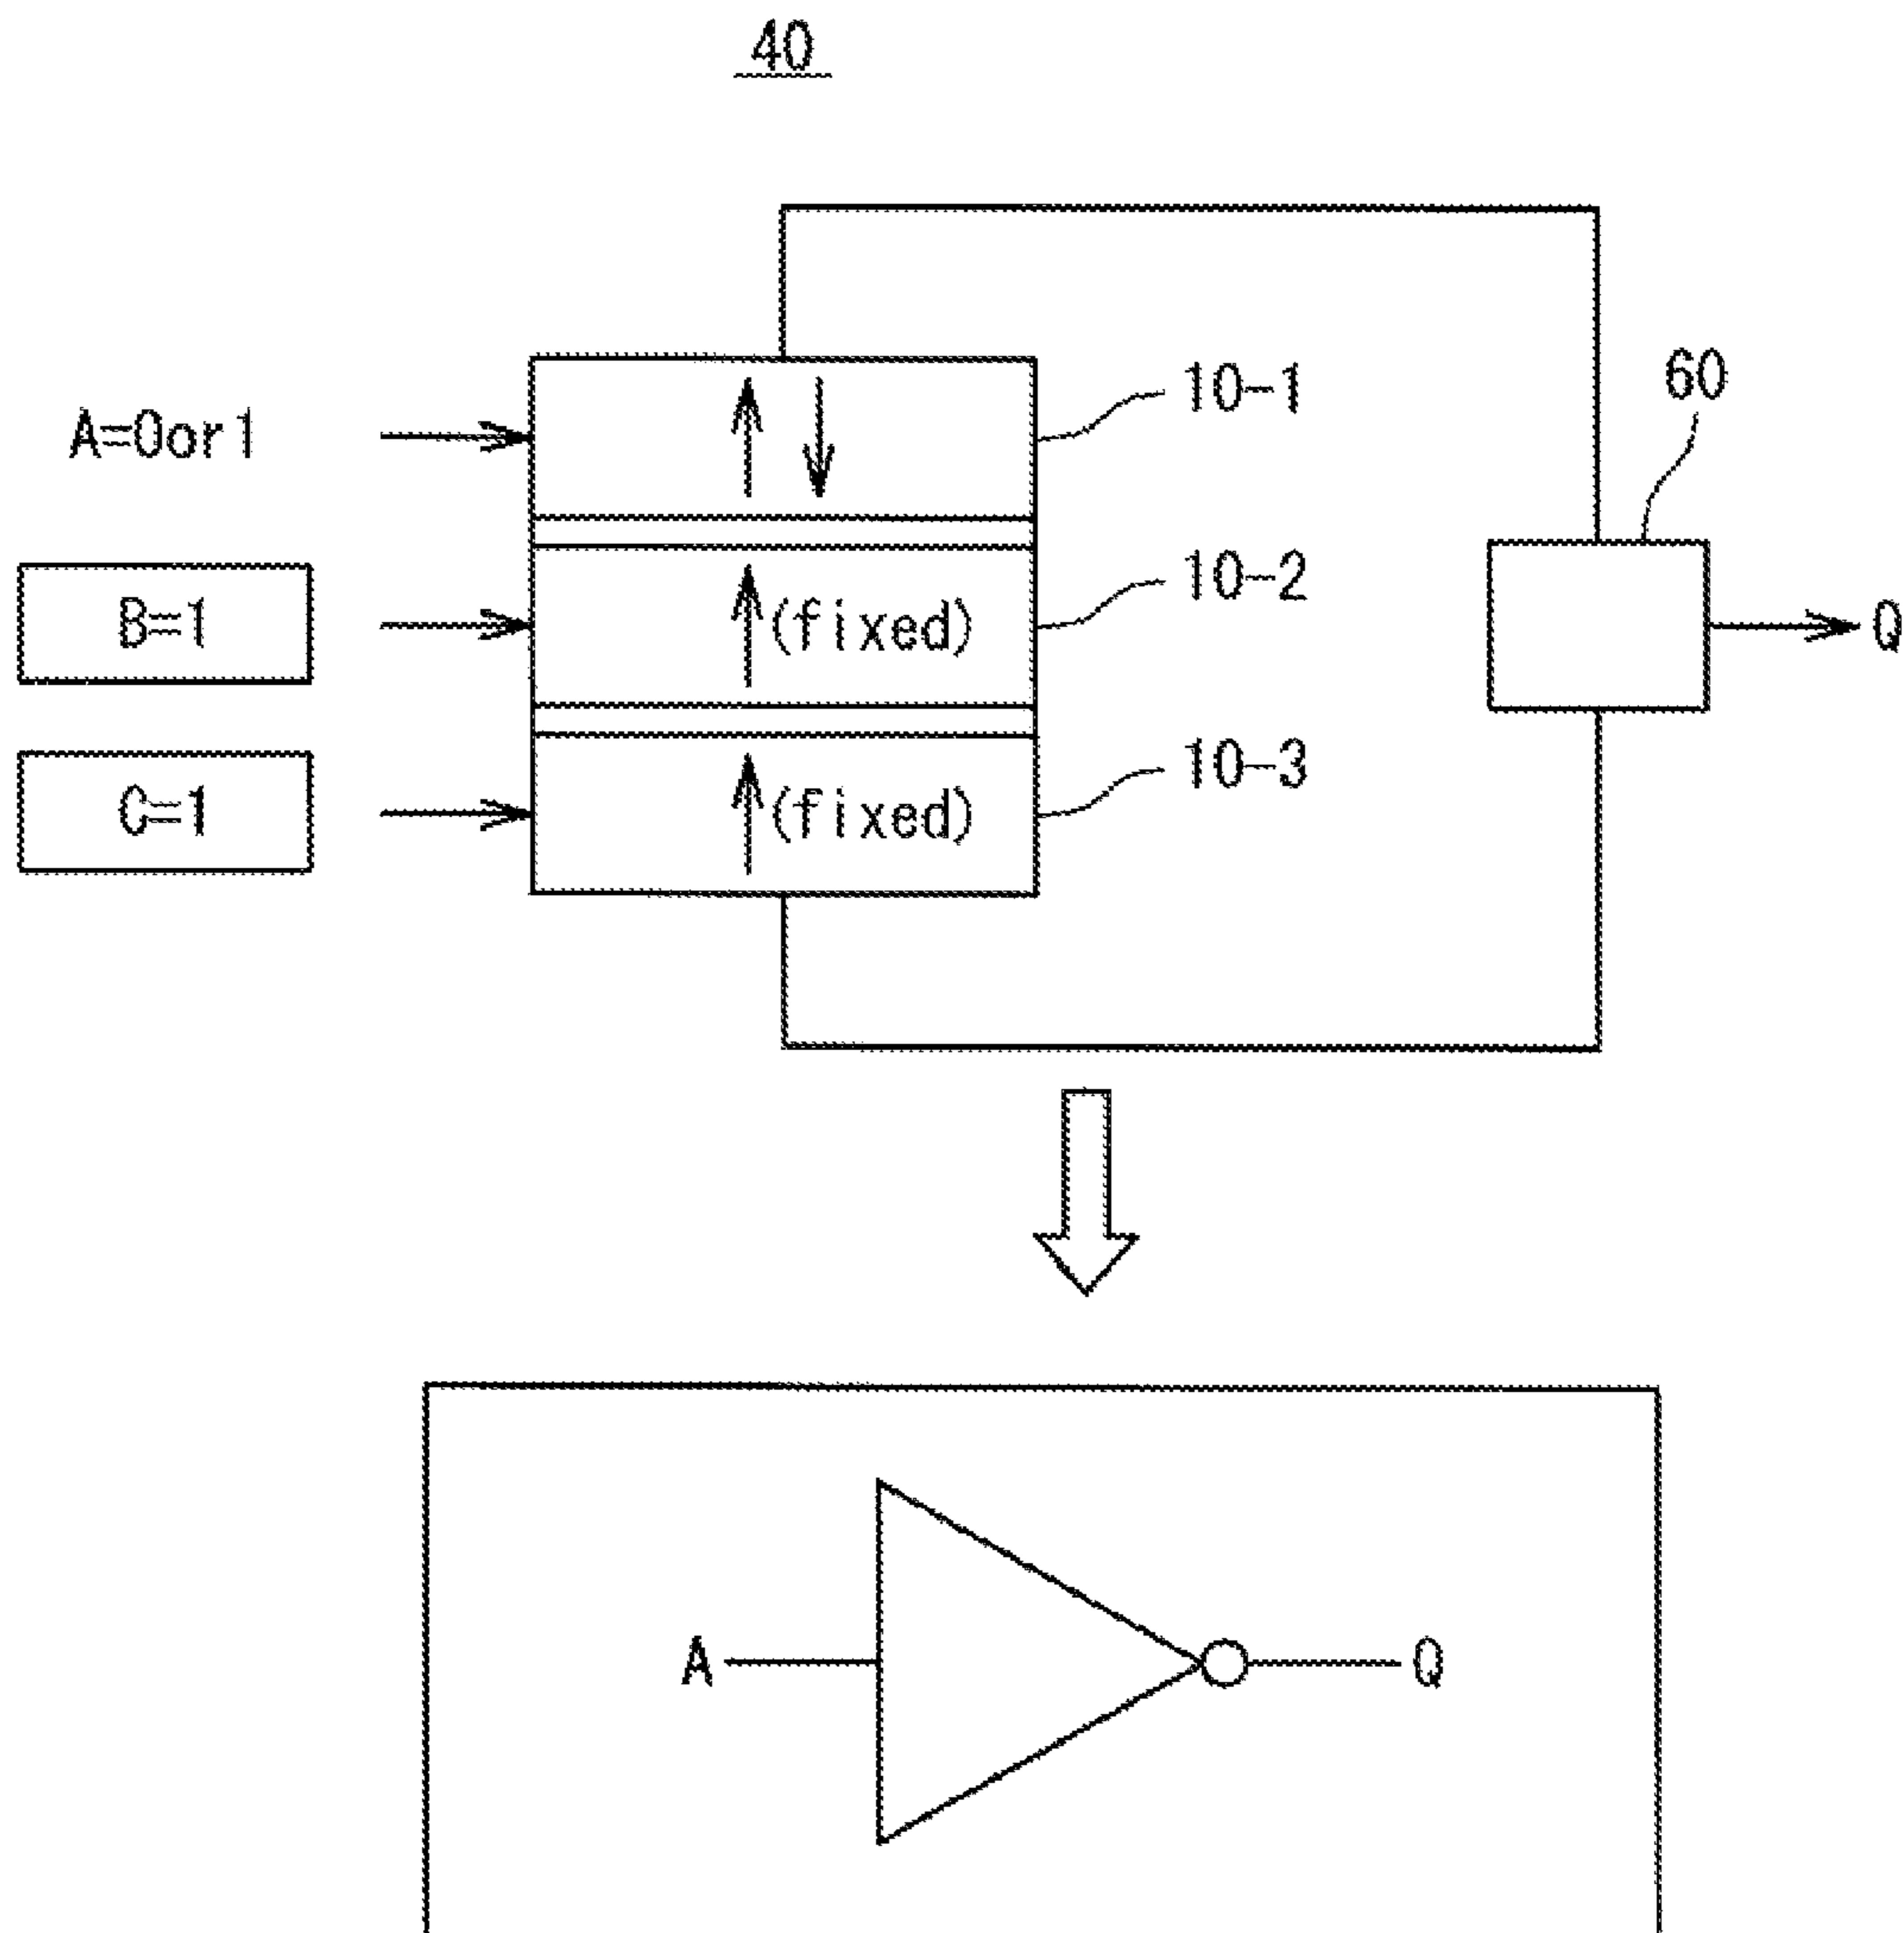 40
A=0or1
10-1
60
B=1
(fixed)
10-2
Q
C=1
(fixed)
10-3
A
Q